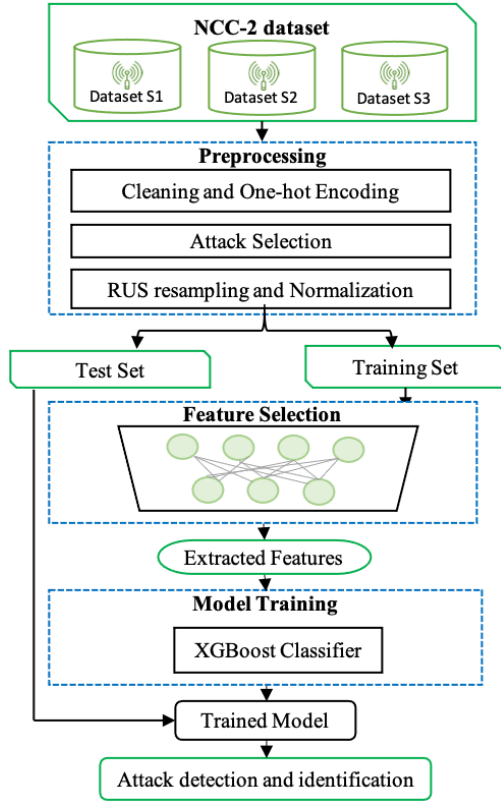 NCC-2 dataset
Dataset S1
Dataset S2
Dataset S3
Preprocessing
Cleaning and One-hot Encoding
Attack Selection
RUS resampling and Normalization
Test Set
Training Set
Feature Selection
Extracted Features
Model Training
XGBoost Classifier
Trained Model
Attack detection and identification